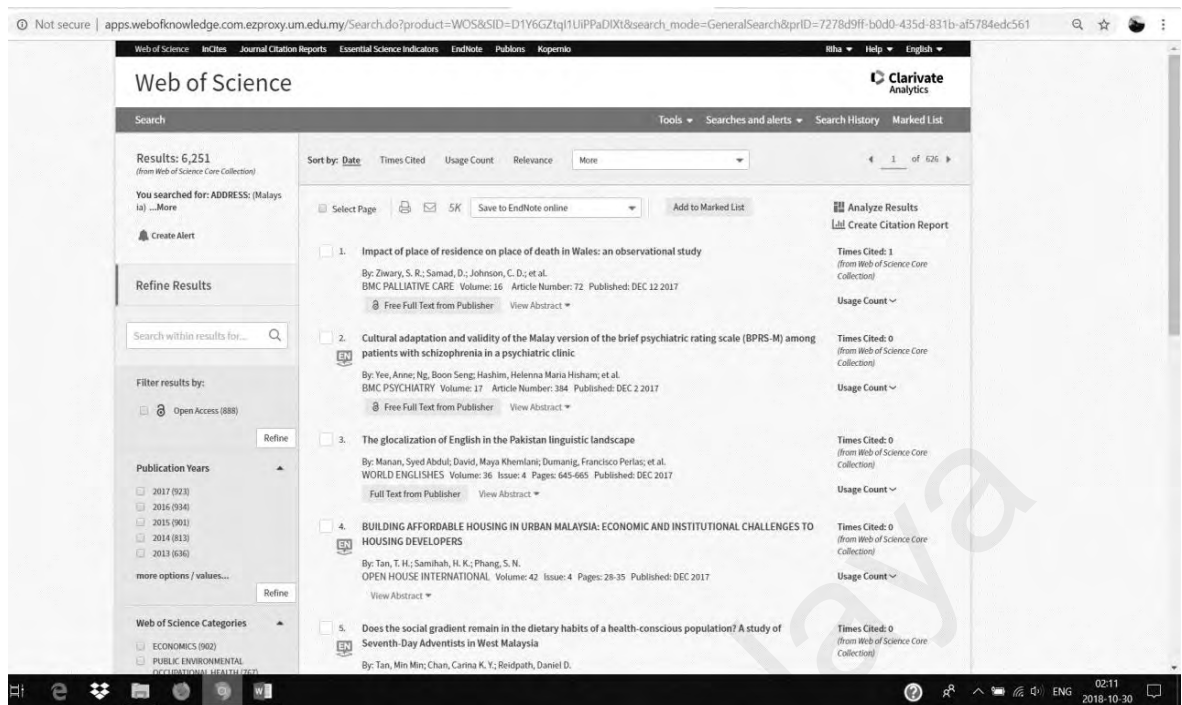 Not secure | apps.webofknowledge.com.ezproxy.um.edu.my/Search.do?product=WOS&SID=D1Y6GZtqI1UiPPaDIXt&search_mode=GeneralSearch&prID=7278d9ff-b0d0-435d-831b-af5784edc561
Web of Science InCites Journal Citation Reports Essential Science Indicators EndNote Publons Kopernio Help English
Web of Science
Clarivate
Analytics
Search Tools Searches and alerts Search History Marked List
Results: 6,251
(from Web of Science Core Collection)
You searched for: ADDRESS: (Malays
ia) ...More
Create Alert
Refine Results
Search within results for...
Filter results by:
Open Access (888)
Refine
Publication Years
2017 (923)
2016 (934)
2015 (901)
2014 (813)
2013 (636)
more options / values...
Refine
Web of Science Categories
ECONOMICS (902)
PUBLIC ENVIRONMENTAL
OCCUPATIONAL HEALTH (767)
Sort by: Date Times Cited Usage Count Relevance More
1 of 626
Select Page 5K Save to EndNote online Add to Marked List
Analyze Results
Create Citation Report
1. Impact of place of residence on place of death in Wales: an observational study
By: Ziwary, S. R.; Samad, D.; Johnson, C. D.; et al.
BMC PALLIATIVE CARE Volume: 16 Article Number: 72 Published: DEC 12 2017
Free Full Text from Publisher View Abstract
Times Cited: 1
(from Web of Science Core
Collection)
Usage Count
2. Cultural adaptation and validity of the Malay version of the brief psychiatric rating scale (BPRS-M) among
EN patients with schizophrenia in a psychiatric clinic
By: Yee, Anne; Ng, Boon Seng; Hashim, Helenna Maria Hisham; et al.
BMC PSYCHIATRY Volume: 17 Article Number: 384 Published: DEC 2 2017
Free Full Text from Publisher View Abstract
Times Cited: 0
(from Web of Science Core
Collection)
Usage Count
3. The glocalization of English in the Pakistan linguistic landscape
By: Manan, Syed Abdul; David, Maya Khemlani; Dumanig, Francisco Perlas; et al.
WORLD ENGLISHES Volume: 36 Issue: 4 Pages: 645-665 Published: DEC 2017
Full Text from Publisher View Abstract
Times Cited: 0
(from Web of Science Core
Collection)
Usage Count
4. BUILDING AFFORDABLE HOUSING IN URBAN MALAYSIA: ECONOMIC AND INSTITUTIONAL CHALLENGES TO
EN HOUSING DEVELOPERS
By: Tan, T. H.; Samihah, H. K.; Phang, S. N.
OPEN HOUSE INTERNATIONAL Volume: 42 Issue: 4 Pages: 28-35 Published: DEC 2017
View Abstract
Times Cited: 0
(from Web of Science Core
Collection)
Usage Count
5. Does the social gradient remain in the dietary habits of a health-conscious population? A study of
EN Seventh-Day Adventists in West Malaysia
By: Tan, Min Min; Chan, Carina K. Y.; Reidpath, Daniel D.
Times Cited: 0
(from Web of Science Core
Collection)
laya
ENG
02:11
2018-10-30